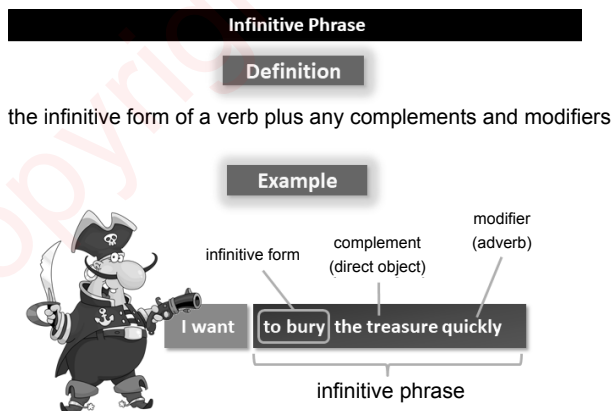 Infinitive Phrase
Definition
the infinitive form of a verb plus any complements and modifiers
Example
modifier
(adverb)
complement
(direct object)
infinitive form
I want to bury the treasure quickly
infinitive phrase